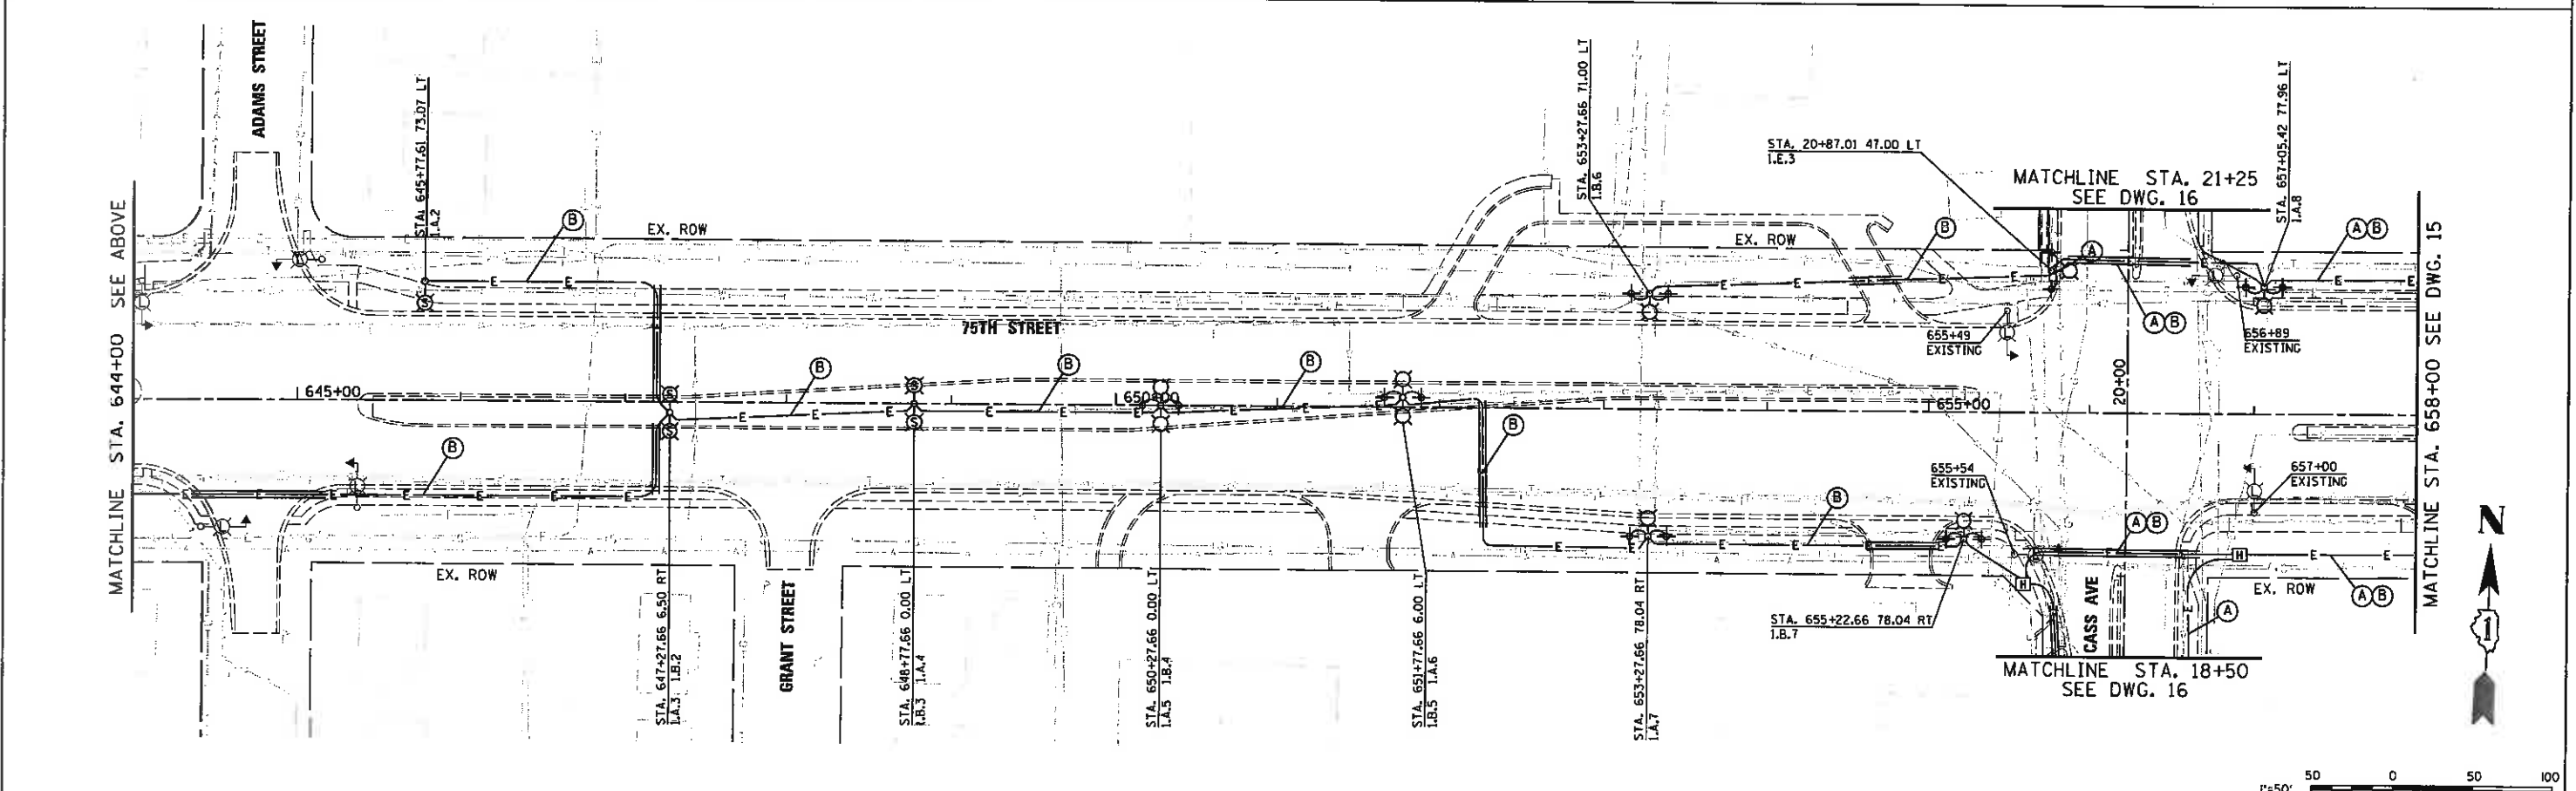 ADAMS STREET
STA. 645+77.61 73.07 LT
1.A.2
B
EX. ROW
STA. 653+27.66 71.00 LT
1.B.6
STA. 20+87.01 47.00 LT
1.E.3
MATCHLINE STA. 21+25
SEE DWG. 16
STA. 657+05.42 77.96 LT
1.A.8
EX. ROW
B
A
A B
A B
655+49
EXISTING
656+89
EXISTING
MATCHLINE STA. 644+00 SEE ABOVE
MATCHLINE STA. 658+00 SEE DWG. 15
75TH STREET
645+00
B
B
B
650+00
655+00
20+00
B
B
B
655+54
EXISTING
657+00
EXISTING
A B
H
H
EX. ROW
EX. ROW
A B
A
CASS AVE
GRANT STREET
STA. 647+27.66 6.50 RT
1.A.3 1.B.2
STA. 648+77.66 0.00 LT
1.B.3 1.A.4
STA. 650+27.66 0.00 LT
1.A.5 1.B.4
STA. 651+77.66 6.00 LT
1.B.5 1.A.6
STA. 653+27.66 78.04 RT
1.A.7
STA. 655+22.66 78.04 RT
1.B.7
MATCHLINE STA. 18+50
SEE DWG. 16
N
1
50 0 50 100
1"=50'